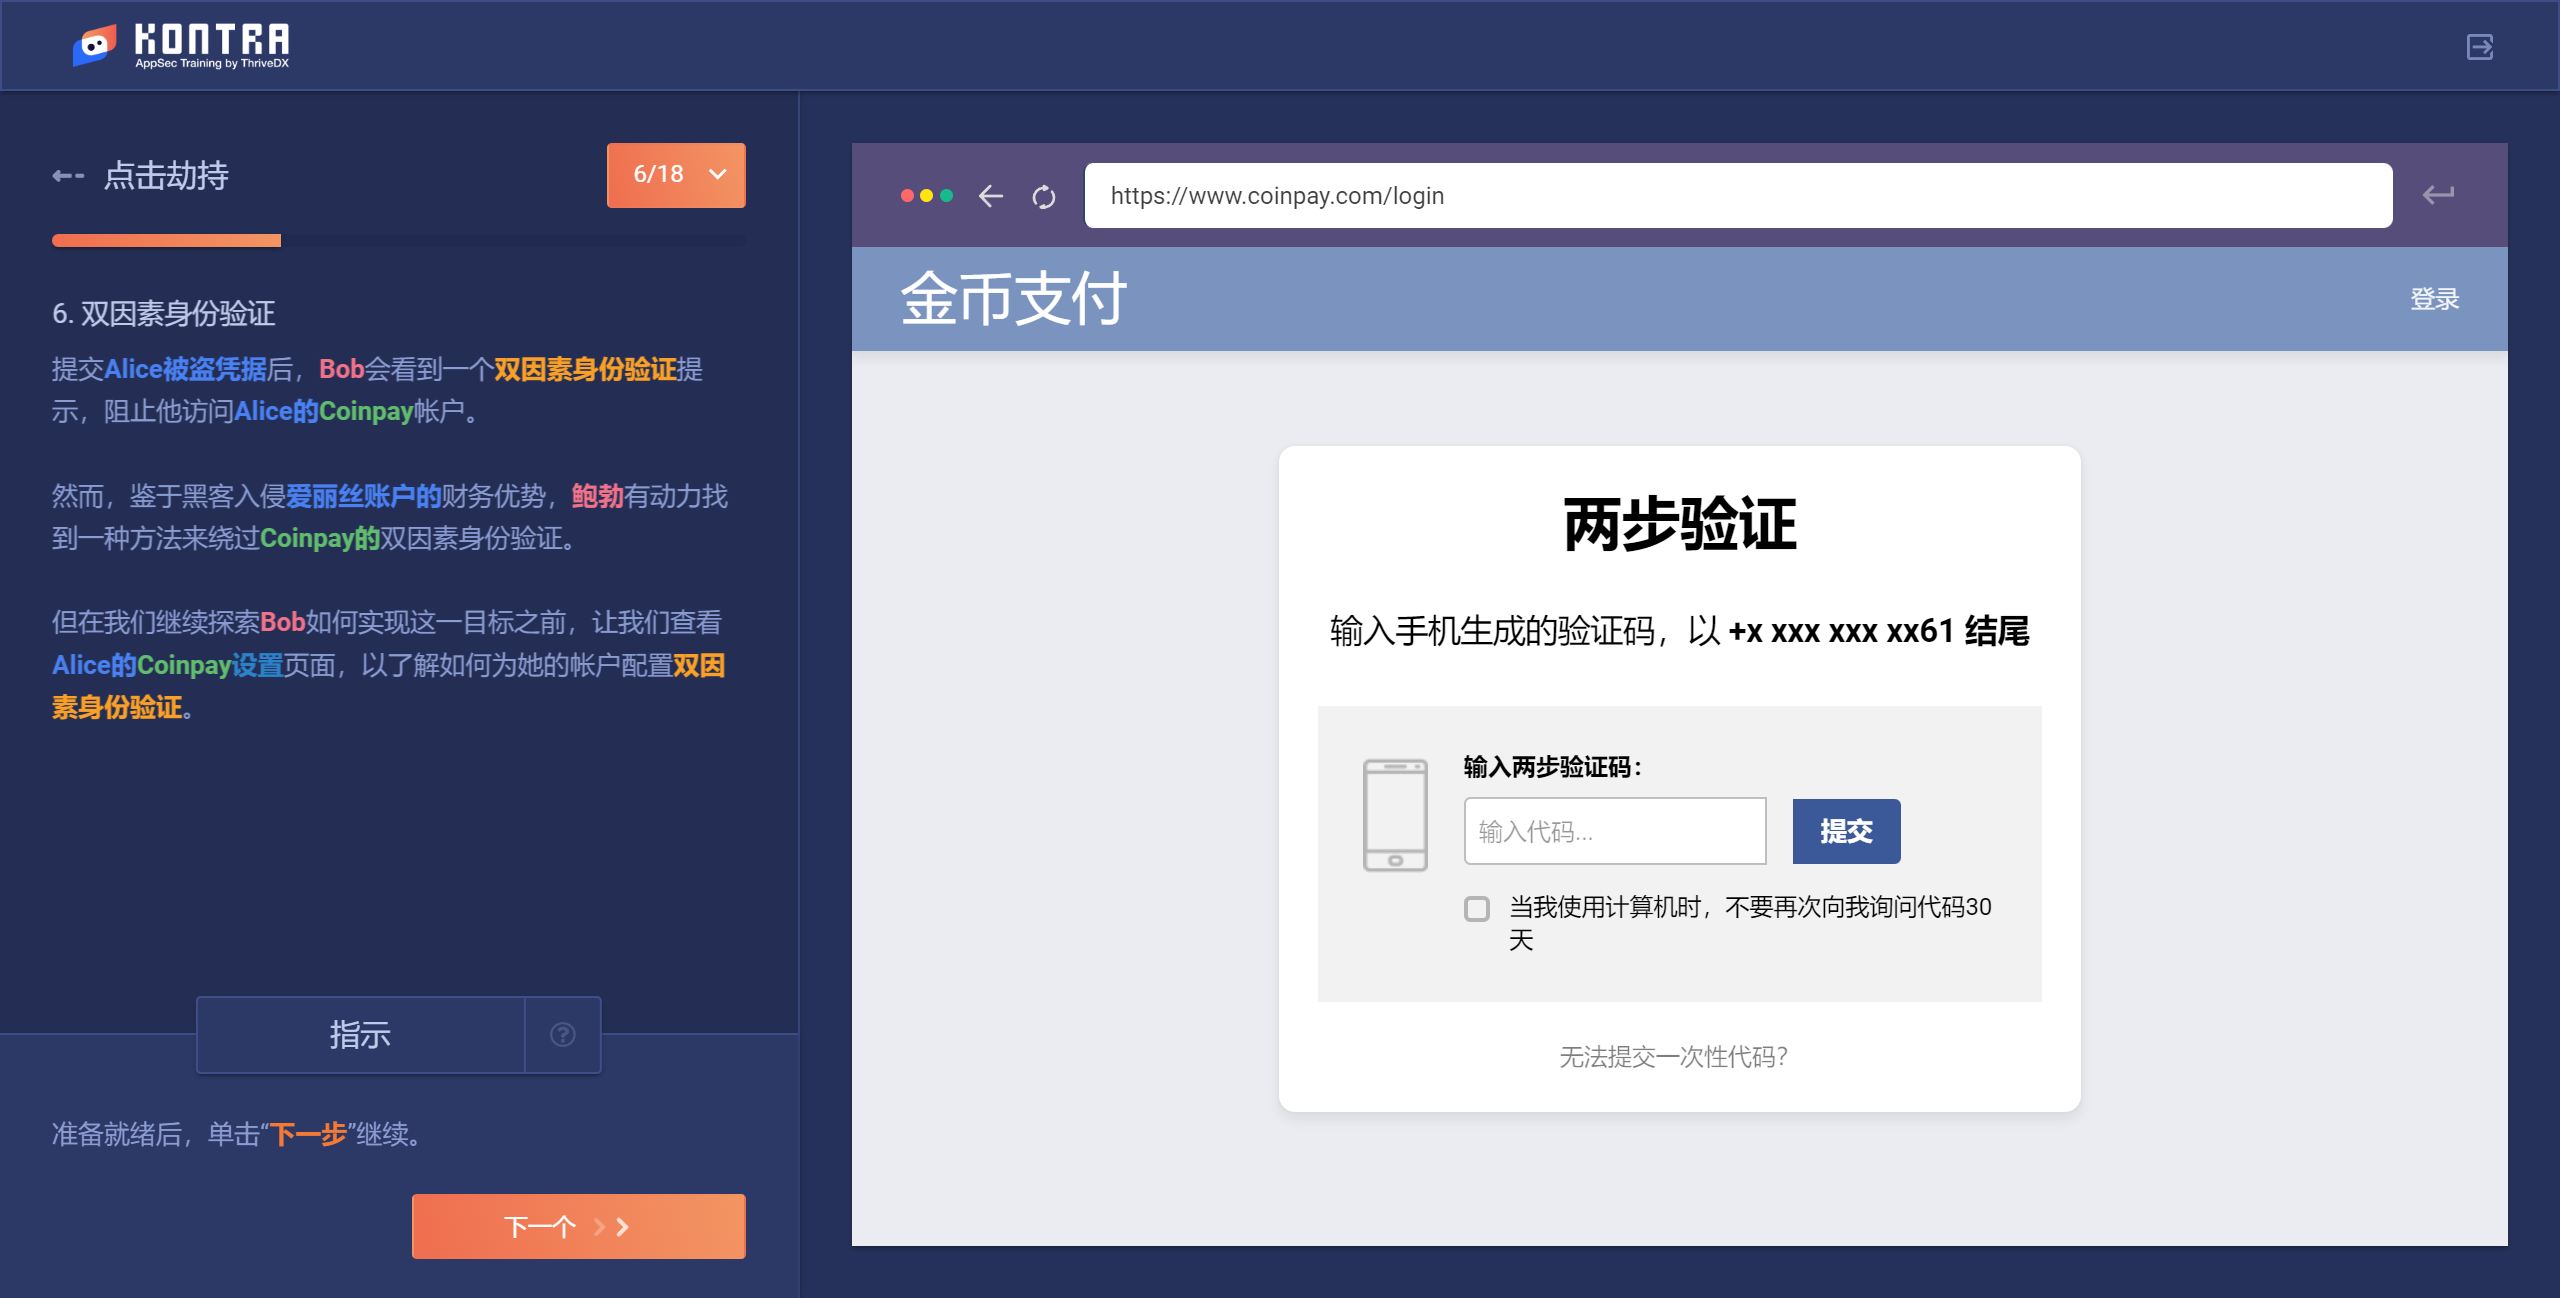 KONTRA
AppSec Training by ThriveDX
点击劫持
6/18
6. 双因素身份验证
提交Alice被盗凭据后，Bob会看到一个双因素身份验证提
示，阻止他访问Alice的Coinpay帐户。
然而，鉴于黑客入侵爱丽丝账户的财务优势，鲍勃有动力找
到一种方法来绕过Coinpay的双因素身份验证。
但在我们继续探索Bob如何实现这一目标之前，让我们查看
Alice的Coinpay设置页面，以了解如何为她的帐户配置双因
素身份验证。
指示
准备就绪后，单击“下一步”继续。
下一个
https://www.coinpay.com/login
金币支付
登录
两步验证
输入手机生成的验证码，以 +x xxx xxx xx61 结尾
输入两步验证码：
输入代码...
提交
当我使用计算机时，不要再次向我询问代码30
天
无法提交一次性代码？